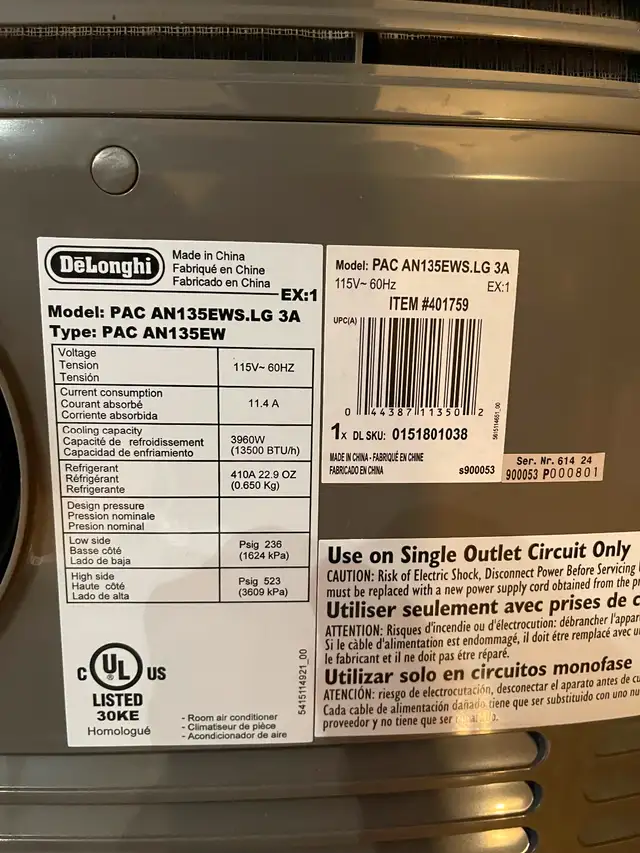 DēLonghi
Made in China
Fabriqué en Chine
Fabricado en China
EX:1
Model: PAC AN135EWS.LG 3A
Type: PAC AN135EW
Voltage
Tension
Tensión
115V~ 60HZ
Current consumption
Courant absorbé
Corriente absorbida
11.4 A
Cooling capacity
Capacité de refroidissement
Capacidad de enfriamiento
3960W
(13500 BTU/h)
Refrigerant
Réfrigérant
Refrigerante
410A 22.9 OZ
(0.650 Kg)
Design pressure
Pression nominale
Presion nominal
Low side
Basse côté
Lado de baja
Psig 236
(1624 kPa)
High side
Haute côté
Lado de alta
Psig 523
(3609 kPa)
C UL US
®
LISTED
30KE
Homologué
- Room air conditioner
- Climatiseur de pièce
- Acondicionador de aire
5415114921_00
Model: PAC AN135EWS.LG 3A
115V~ 60Hz EX:1
ITEM #401759
UPC(A)
0 44387 11350 2
1x DL SKU: 0151801038
MADE IN CHINA - FABRIQUÉ EN CHINE
FABRICADO EN CHINA s900053
Ser. Nr. 614 24
900053 P000801
Use on Single Outlet Circuit Only
CAUTION: Risk of Electric Shock, Disconnect Power Before Servicing
must be replaced with a new power supply cord obtained from the
Utiliser seulement avec prises de
ATTENTION: Risques d'incendie ou d'électrocution: débrancher l'appar
Si le câble d'alimentation est endommagé, il doit être remplacé avec
le fabricant et il ne doit pas être réparé.
Utilizar solo en circuitos monofase
ATENCIÓN: riesgo de electrocutación, desconectar el aparato antes de
Cada cable de alimentación dañado tiene que ser substituido con uno
proveedor y no tiene que ser